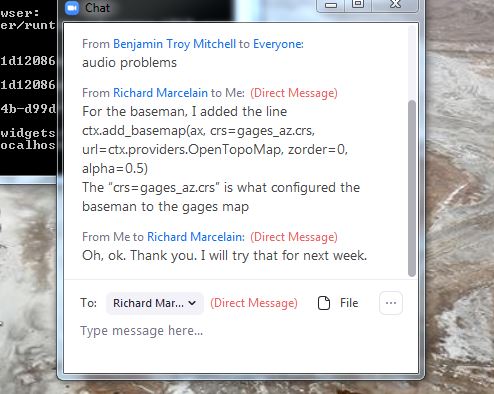 wser:
er/runt
Chat
From Benjamin Troy Mitchell to Everyone:
audio problems
1d12086
From Richard Marcelain to Me: (Direct Message)
1d12086
For the baseman, I added the line
4b-d99d
ctx.add_basemap(ax, crs=gages_az.crs,
widgets
url=ctx.providers.OpenTopoMap, zorder=0,
ocalhos
alpha=0.5)
The “crs=gages_az.crs” is what configured the
baseman to the gages map
From Me to Richard Marcelain: (Direct Message)
Oh, ok. Thank you. I will try that for next week.
To: Richard Mar... (Direct Message) File ...
Type message here...